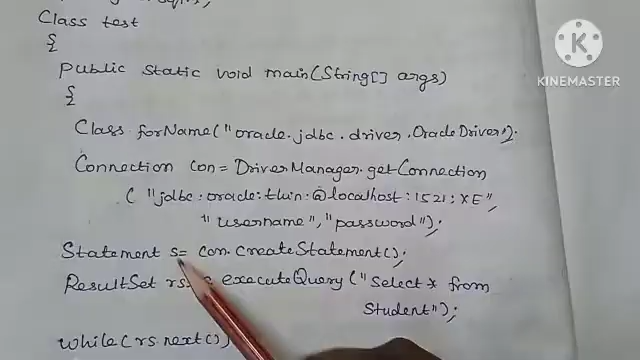 Class test
{
public static void main(String[] args)
{
Class forName("oracle.jdbc.driver.OracleDriver").
Connection con = DriverManager.getConnection
("jdbc:oracle:thin:@localhost:1521:XE",
"username","password");
Statement s= con.createStatement();
ResultSet rs executeQuery("select * from
Student");
while(rs.next()
KINEMASTER